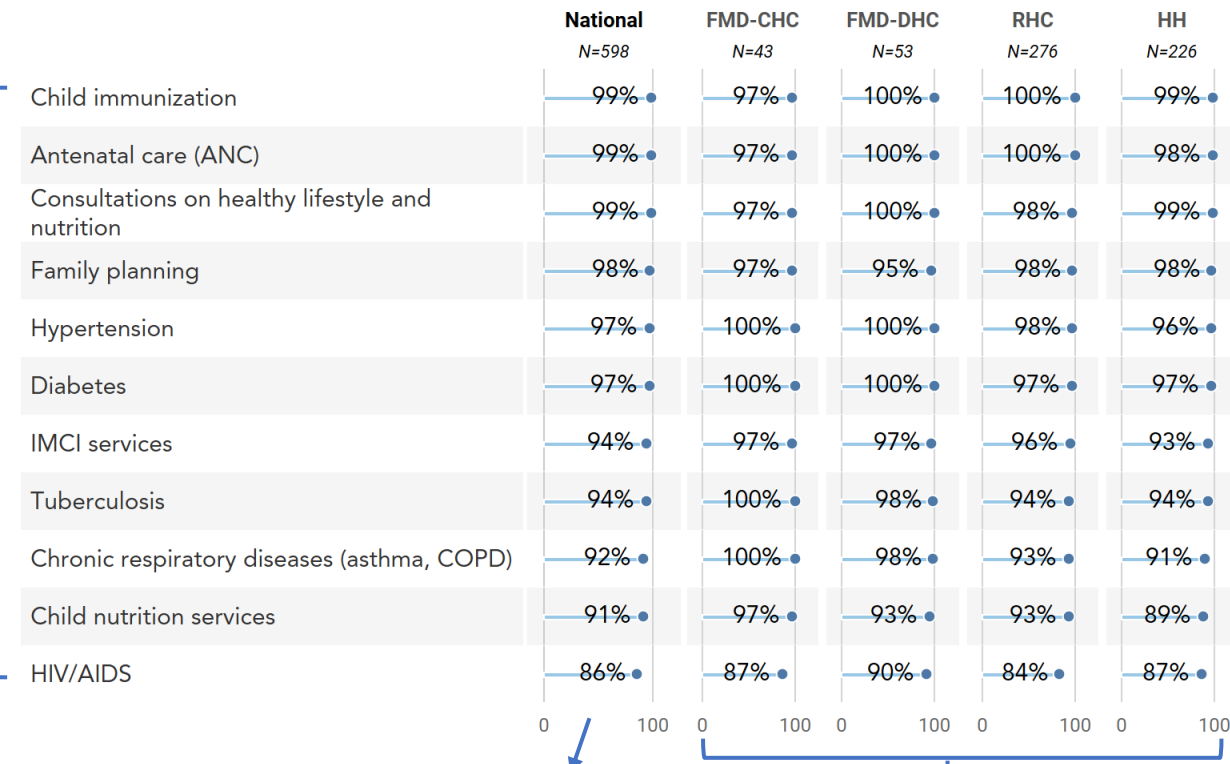 National FMD-CHC FMD-DHC RHC HH
N=598 N=43 N=53 N=276 N=226
Child immunization 99% 97% 100% 100% 99%
Antenatal care (ANC) 99% 97% 100% 100% 98%
Consultations on healthy lifestyle and
nutrition 99% 97% 100% 98% 99%
Family planning 98% 97% 95% 98% 98%
Hypertension 97% 100% 100% 98% 96%
Diabetes 97% 100% 100% 97% 97%
IMCI services 94% 97% 97% 96% 93%
Tuberculosis 94% 100% 98% 94% 94%
Chronic respiratory diseases (asthma, COPD) 92% 100% 98% 93% 91%
Child nutrition services 91% 97% 93% 93% 89%
HIV/AIDS 86% 87% 90% 84% 87%
0 100 0 100 0 100 0 100 0 100